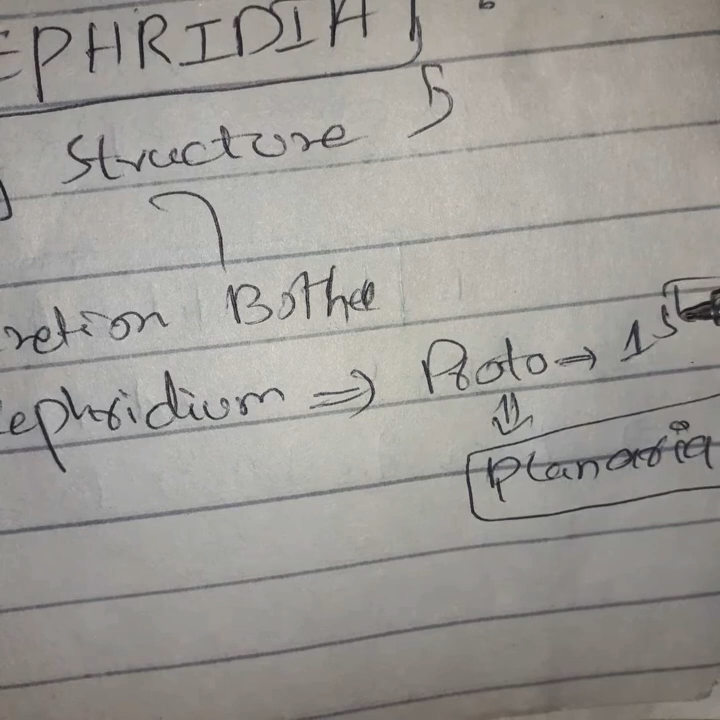 EPHRIDIA
Structure
retion Bothe
ephridium ⇒ Proto → 1st
⇓
Planaria